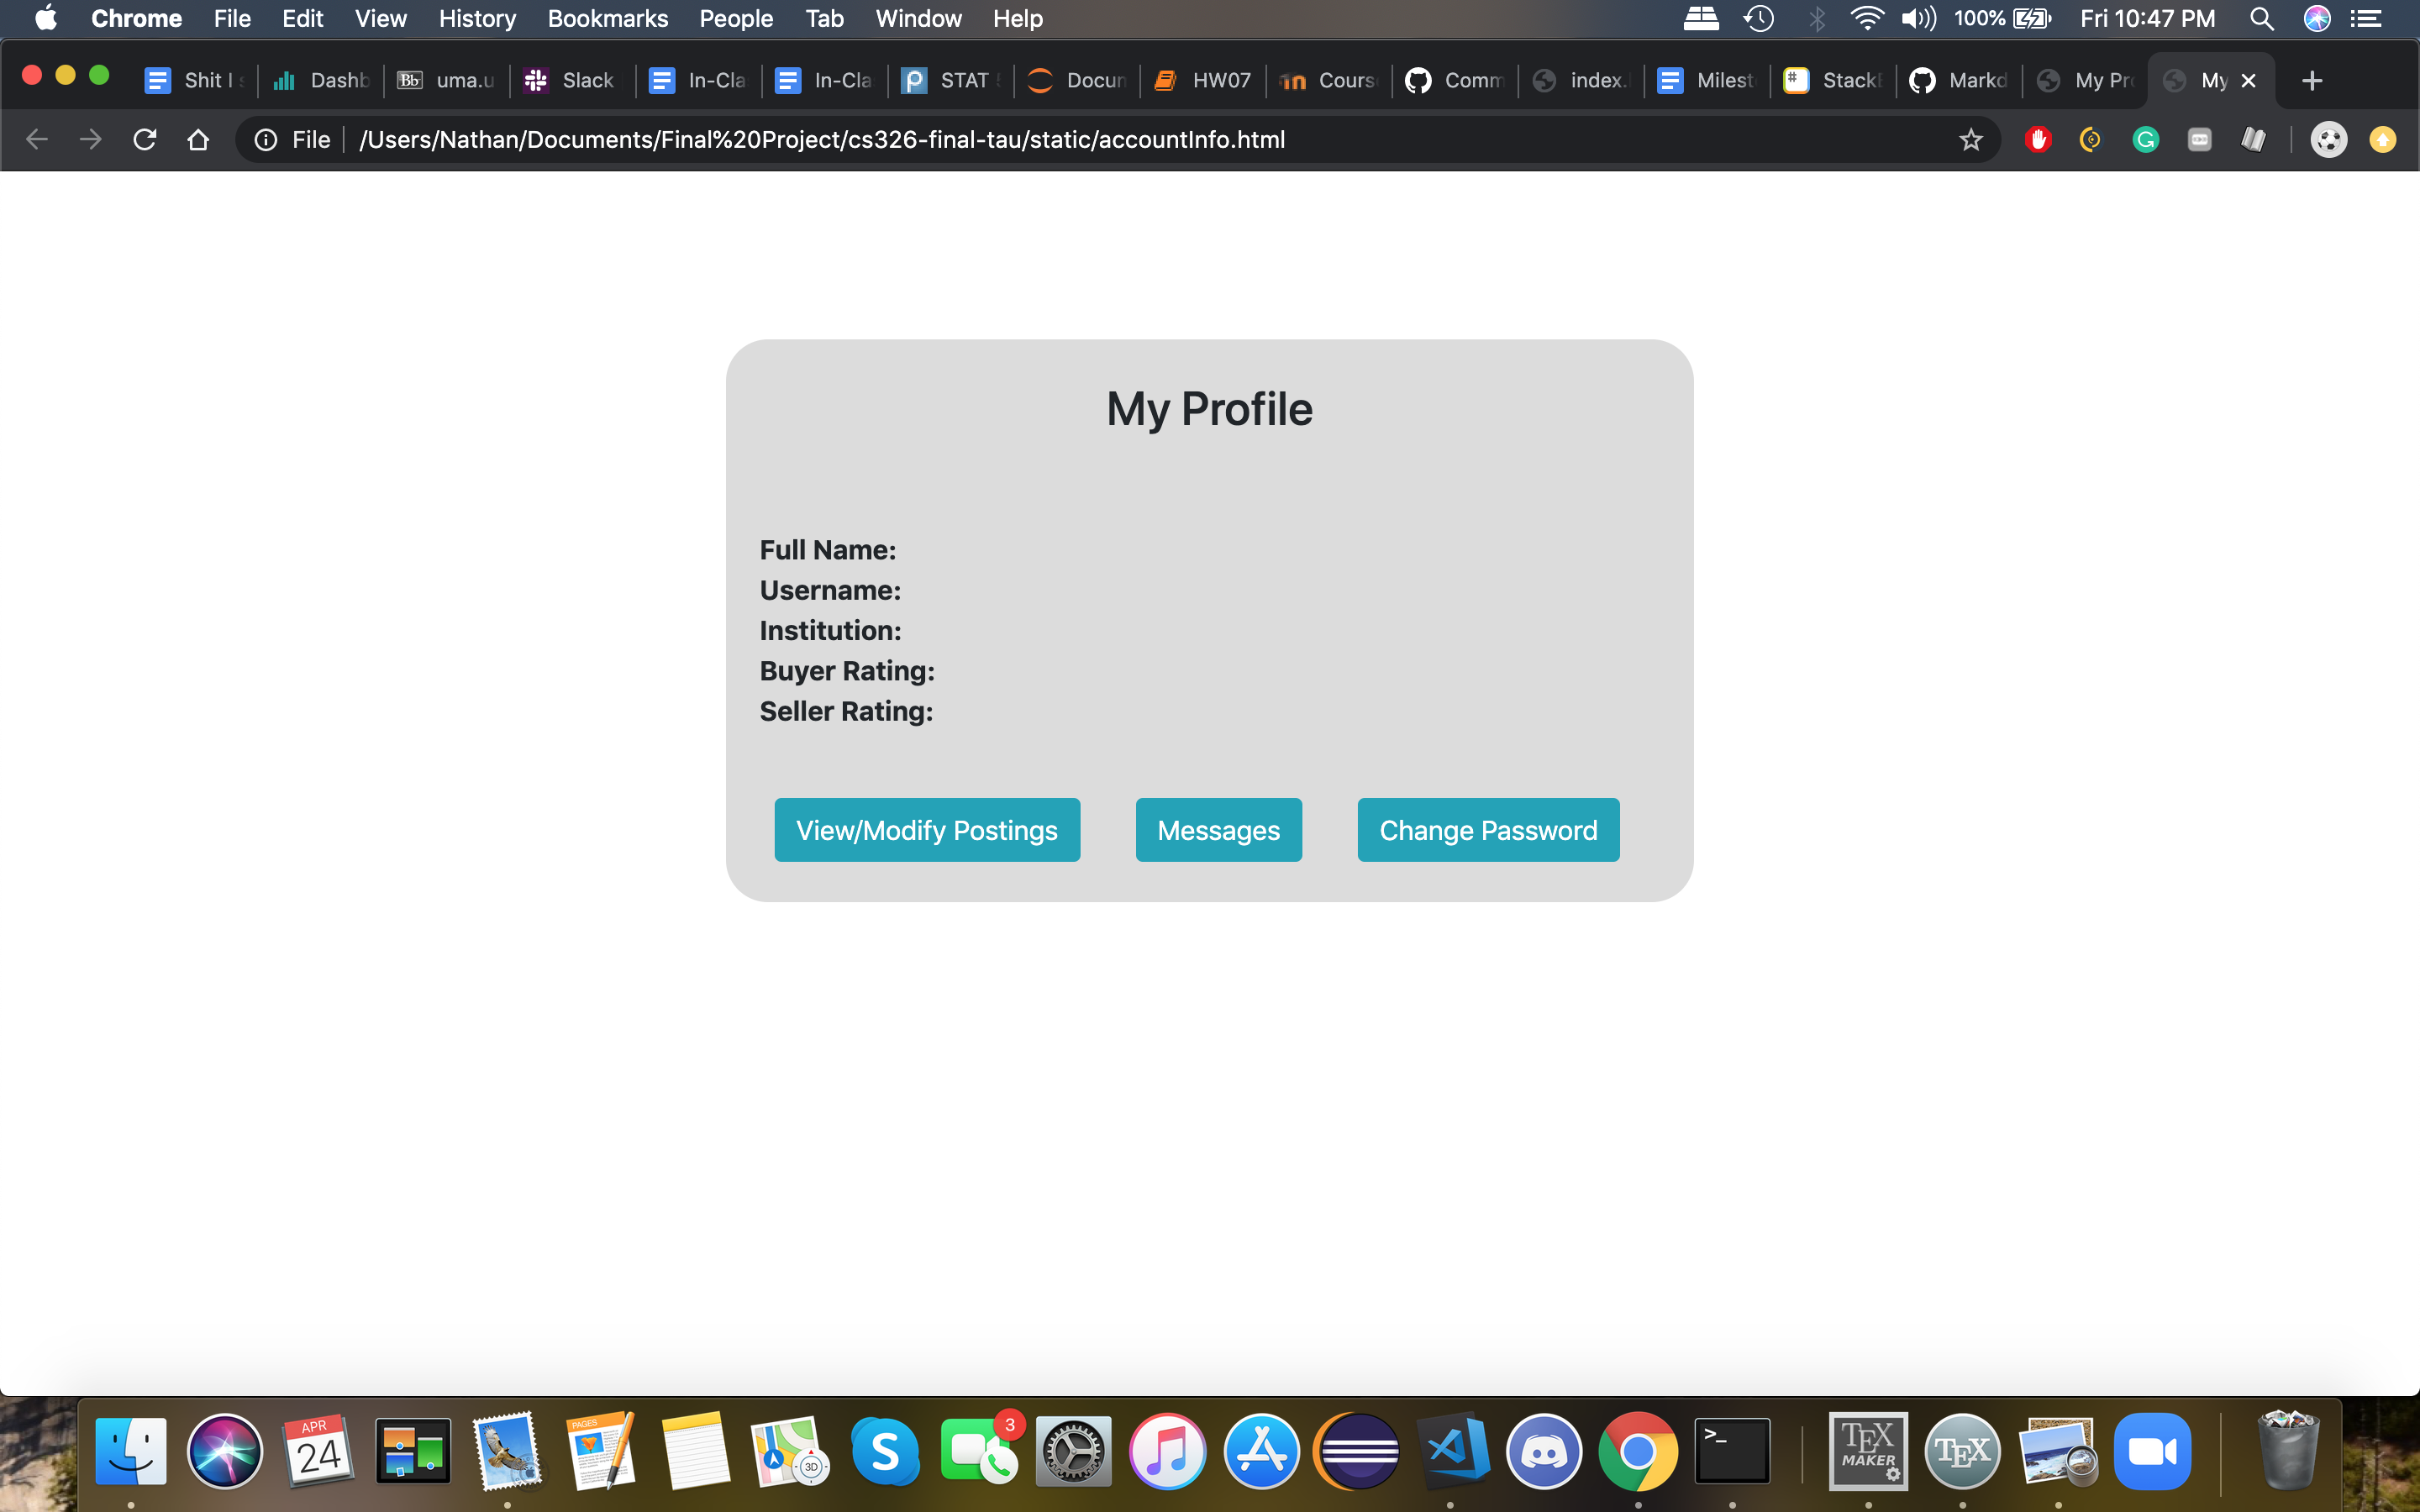 Chrome File Edit View History Bookmarks People Tab Window Help 100% Fri 10:47 PM
Shit I s Dashb Bb uma.u Slack In-Cla In-Cla STAT Docun HW07 Cours Comm index. Milest StackE Markd My Pr My
File /Users/Nathan/Documents/Final%20Project/cs326-final-tau/static/accountInfo.html
My Profile
Full Name:
Username:
Institution:
Buyer Rating:
Seller Rating:
View/Modify Postings Messages Change Password
APR
24
PAGES
3D
3
>_
TEX
MAKER
TEX